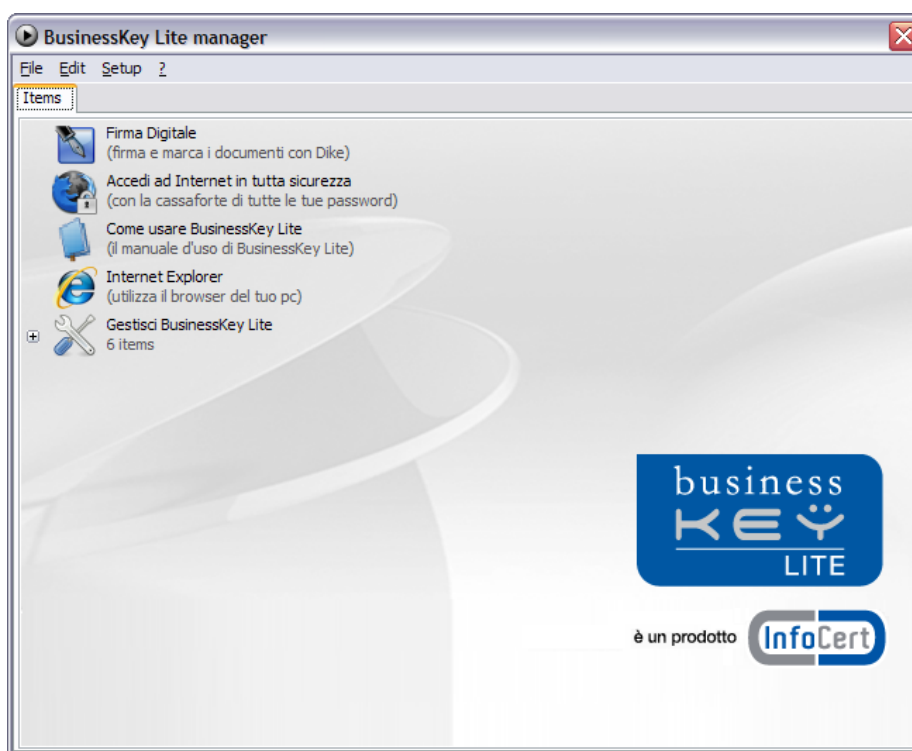 BusinessKey Lite manager
File Edit Setup ?
Items
Firma Digitale
(firma e marca i documenti con Dike)
Accedi ad Internet in tutta sicurezza
(con la cassaforte di tutte le tue password)
Come usare BusinessKey Lite
(il manuale d'uso di BusinessKey Lite)
Internet Explorer
(utilizza il browser del tuo pc)
Gestisci BusinessKey Lite
6 items
business
KEŸ
LITE
è un prodotto InfoCert